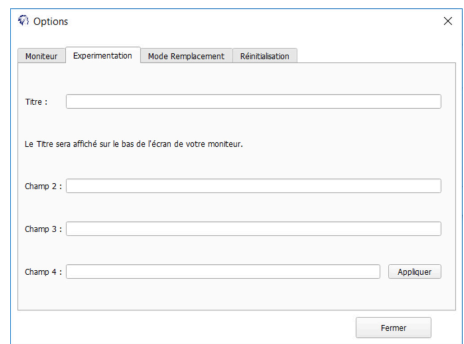 Options
Moniteur Experimentation Mode Remplacement Réinitialisation
Titre :
Le Titre sera affiché sur le bas de l'écran de votre moniteur.
Champ 2 :
Champ 3 :
Champ 4 : Appliquer
Fermer